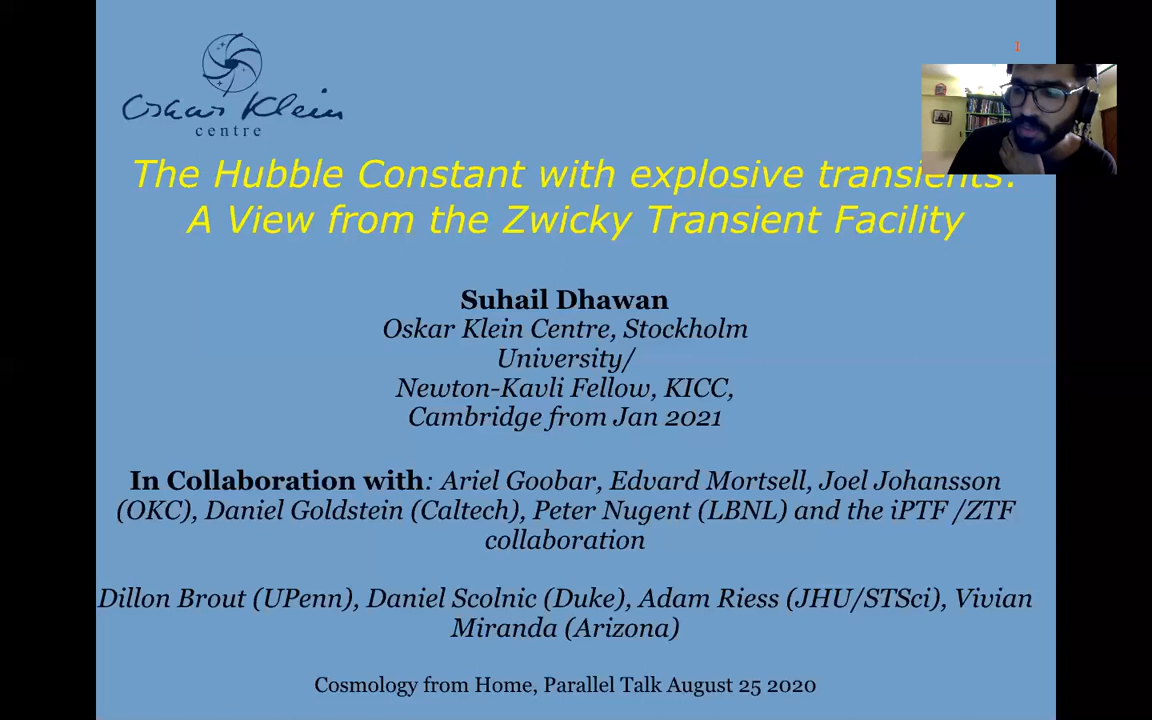 1
Oskar Klein
centre
The Hubble Constant with explosive transients:
A View from the Zwicky Transient Facility
Suhail Dhawan
Oskar Klein Centre, Stockholm
University/
Newton-Kavli Fellow, KICC,
Cambridge from Jan 2021
In Collaboration with: Ariel Goobar, Edvard Mortsell, Joel Johansson
(OKC), Daniel Goldstein (Caltech), Peter Nugent (LBNL) and the iPTF /ZTF
collaboration
Dillon Brout (UPenn), Daniel Scolnic (Duke), Adam Riess (JHU/STSci), Vivian
Miranda (Arizona)
Cosmology from Home, Parallel Talk August 25 2020